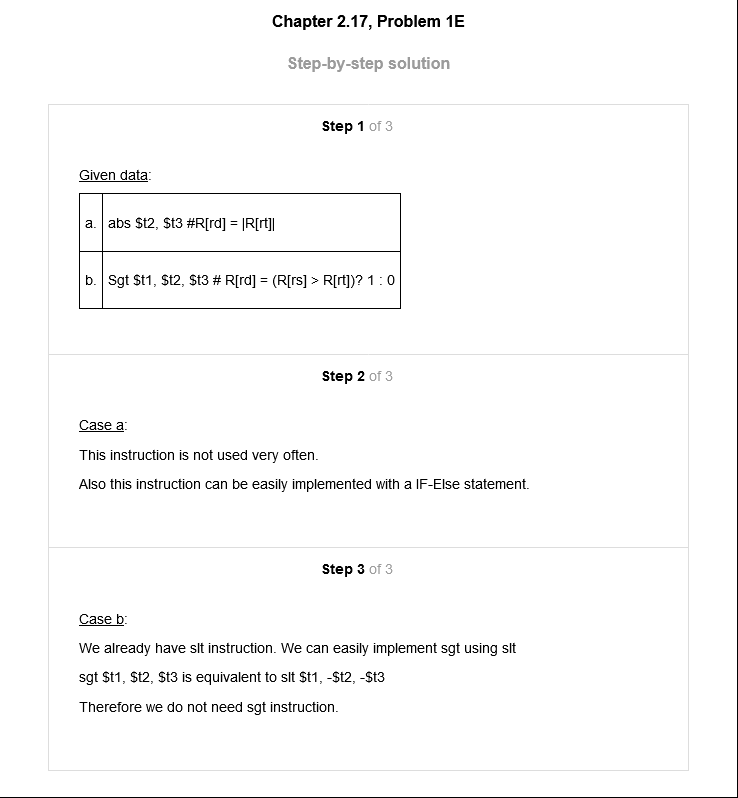 Chapter 2.17, Problem 1E
Step-by-step solution
Step 1 of 3
Given data:
a. abs $t2, $t3 #R[rd] = |R[rt]|
b. Sgt $t1, $t2, $t3 # R[rd] = (R[rs] > R[rt])? 1 : 0
Step 2 of 3
Case a:
This instruction is not used very often.
Also this instruction can be easily implemented with a IF-Else statement.
Step 3 of 3
Case b:
We already have slt instruction. We can easily implement sgt using slt
sgt $t1, $t2, $t3 is equivalent to slt $t1, -$t2, -$t3
Therefore we do not need sgt instruction.